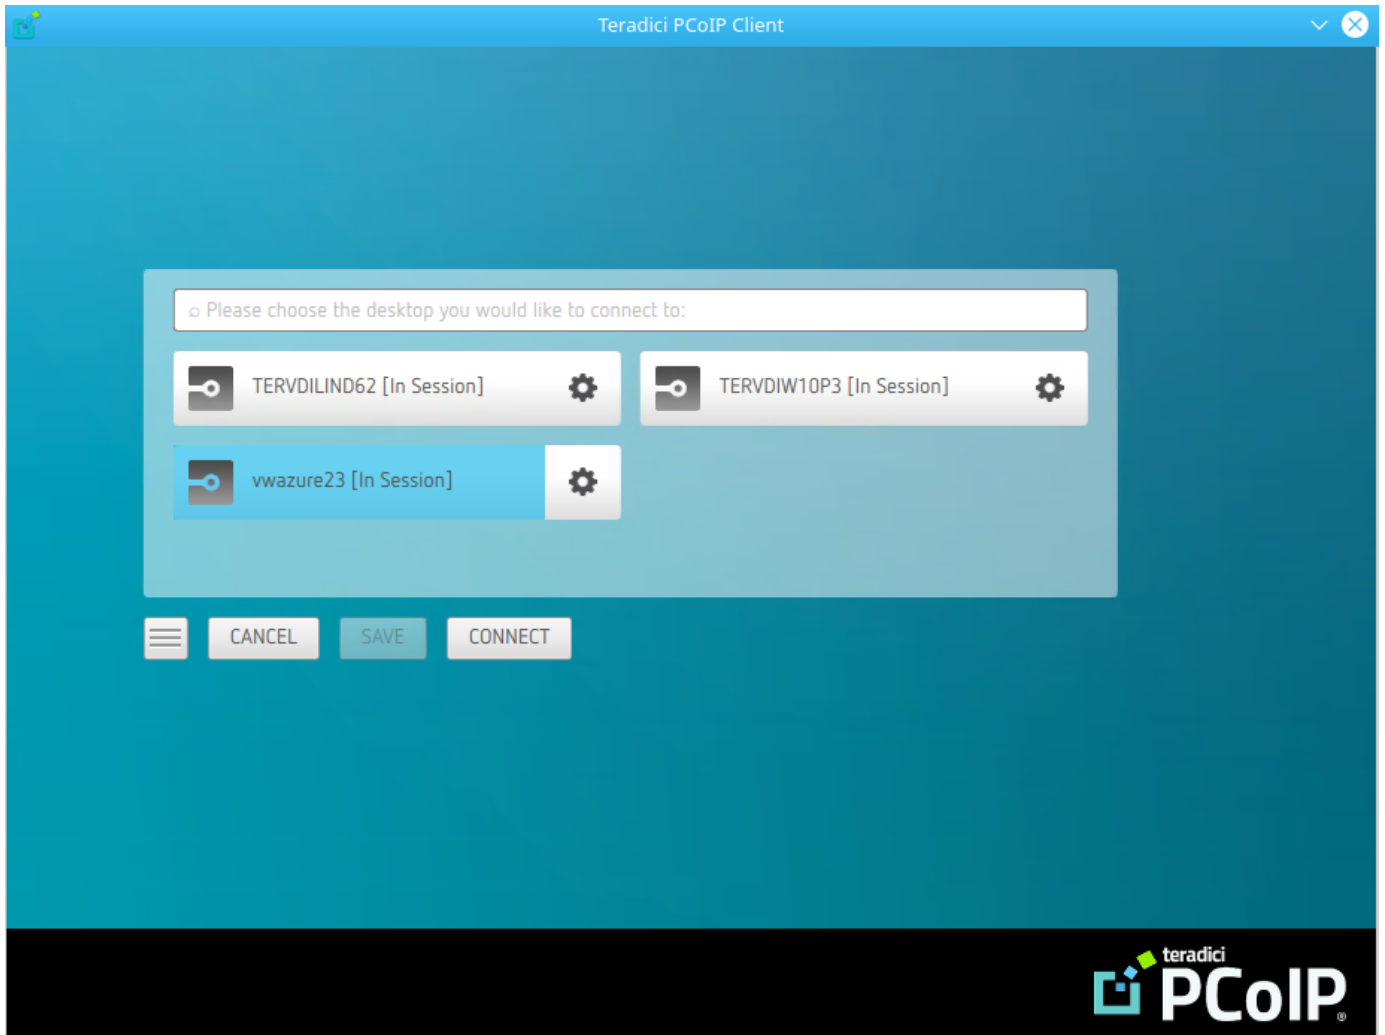 Teradici PCoIP Client
Please choose the desktop you would like to connect to:
TERVDILIND62 [In Session]
TERVDIW10P3 [In Session]
vwazure23 [In Session]
CANCEL
SAVE
CONNECT
teradici
PCoIP®